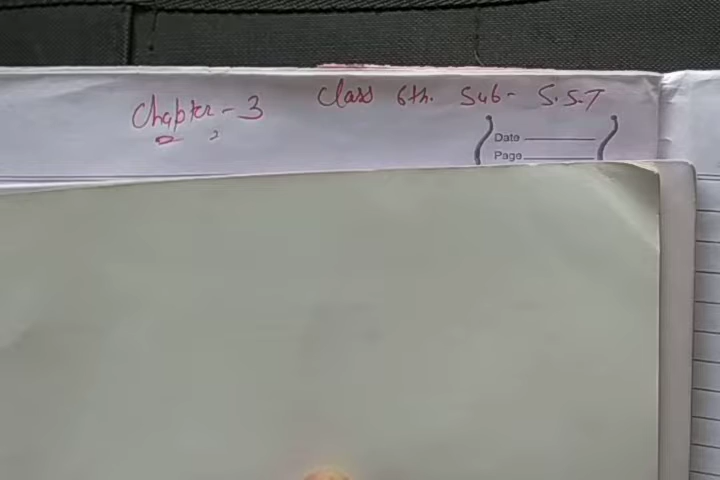 Class 6th. Sub- S.S.T
Chapter-3
Date
Page